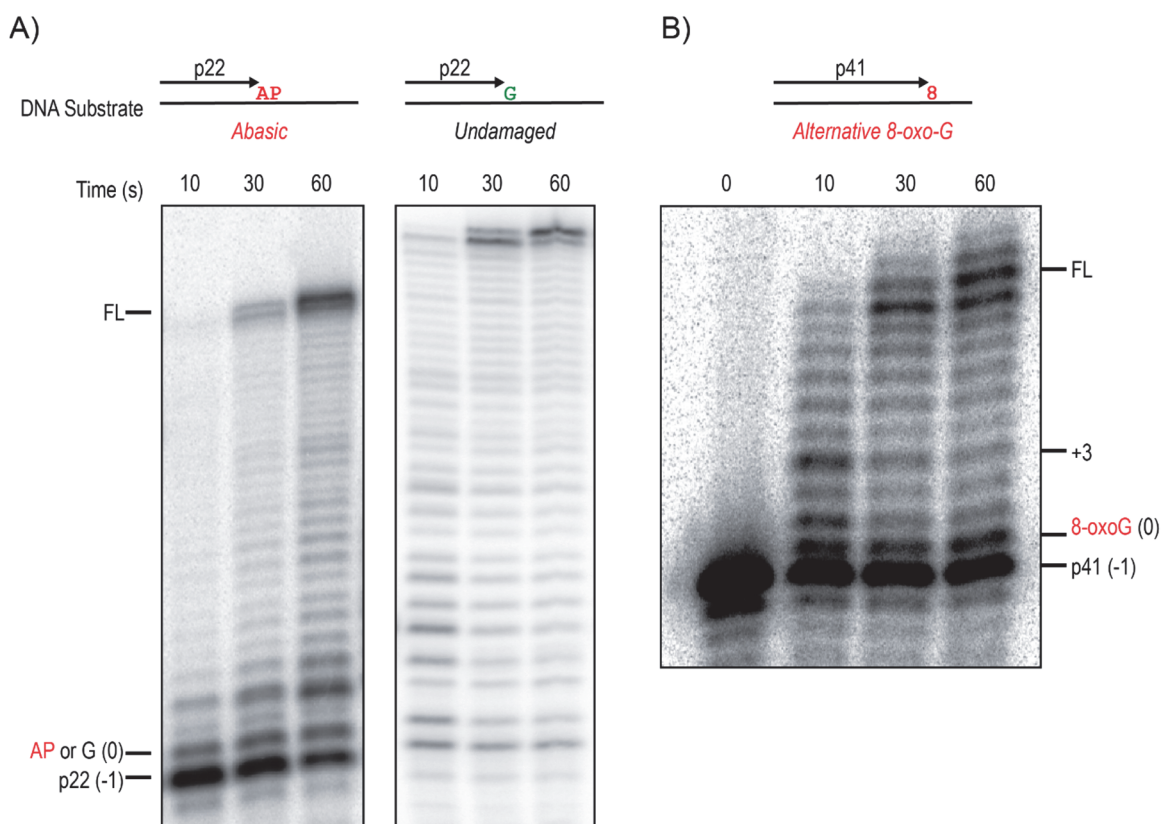 A)
p22
AP
DNA Substrate
Abasic
p22
G
Undamaged
Time (s)
10 30 60
10 30 60
FL
AP or G (0)
p22 (-1)
B)
p41
8
Alternative 8-oxo-G
0 10 30 60
FL
+3
8-oxoG (0)
p41 (-1)